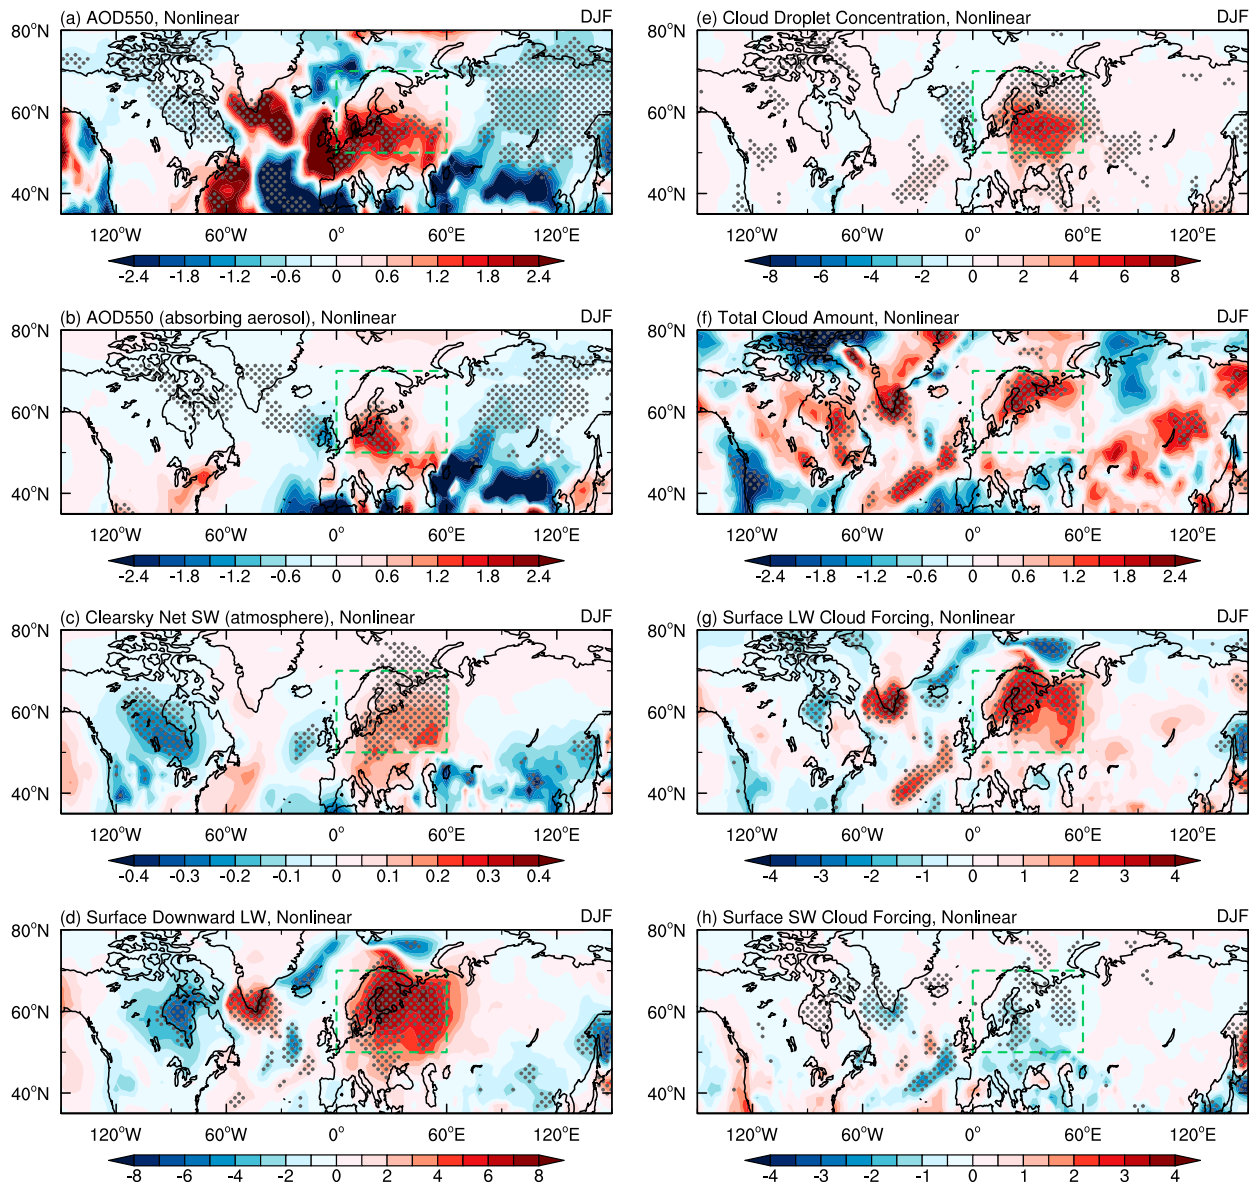 (a) AOD550, Nonlinear DJF
80°N
60°N
40°N
120°W 60°W 0° 60°E 120°E
-2.4 -1.8 -1.2 -0.6 0 0.6 1.2 1.8 2.4
(b) AOD550 (absorbing aerosol), Nonlinear DJF
80°N
60°N
40°N
120°W 60°W 0° 60°E 120°E
-2.4 -1.8 -1.2 -0.6 0 0.6 1.2 1.8 2.4
(c) Clearsky Net SW (atmosphere), Nonlinear DJF
80°N
60°N
40°N
120°W 60°W 0° 60°E 120°E
-0.4 -0.3 -0.2 -0.1 0 0.1 0.2 0.3 0.4
(d) Surface Downward LW, Nonlinear DJF
80°N
60°N
40°N
120°W 60°W 0° 60°E 120°E
-8 -6 -4 -2 0 2 4 6 8
(e) Cloud Droplet Concentration, Nonlinear DJF
80°N
60°N
40°N
120°W 60°W 0° 60°E 120°E
-8 -6 -4 -2 0 2 4 6 8
(f) Total Cloud Amount, Nonlinear DJF
80°N
60°N
40°N
120°W 60°W 0° 60°E 120°E
-2.4 -1.8 -1.2 -0.6 0 0.6 1.2 1.8 2.4
(g) Surface LW Cloud Forcing, Nonlinear DJF
80°N
60°N
40°N
120°W 60°W 0° 60°E 120°E
-4 -3 -2 -1 0 1 2 3 4
(h) Surface SW Cloud Forcing, Nonlinear DJF
80°N
60°N
40°N
120°W 60°W 0° 60°E 120°E
-4 -3 -2 -1 0 1 2 3 4